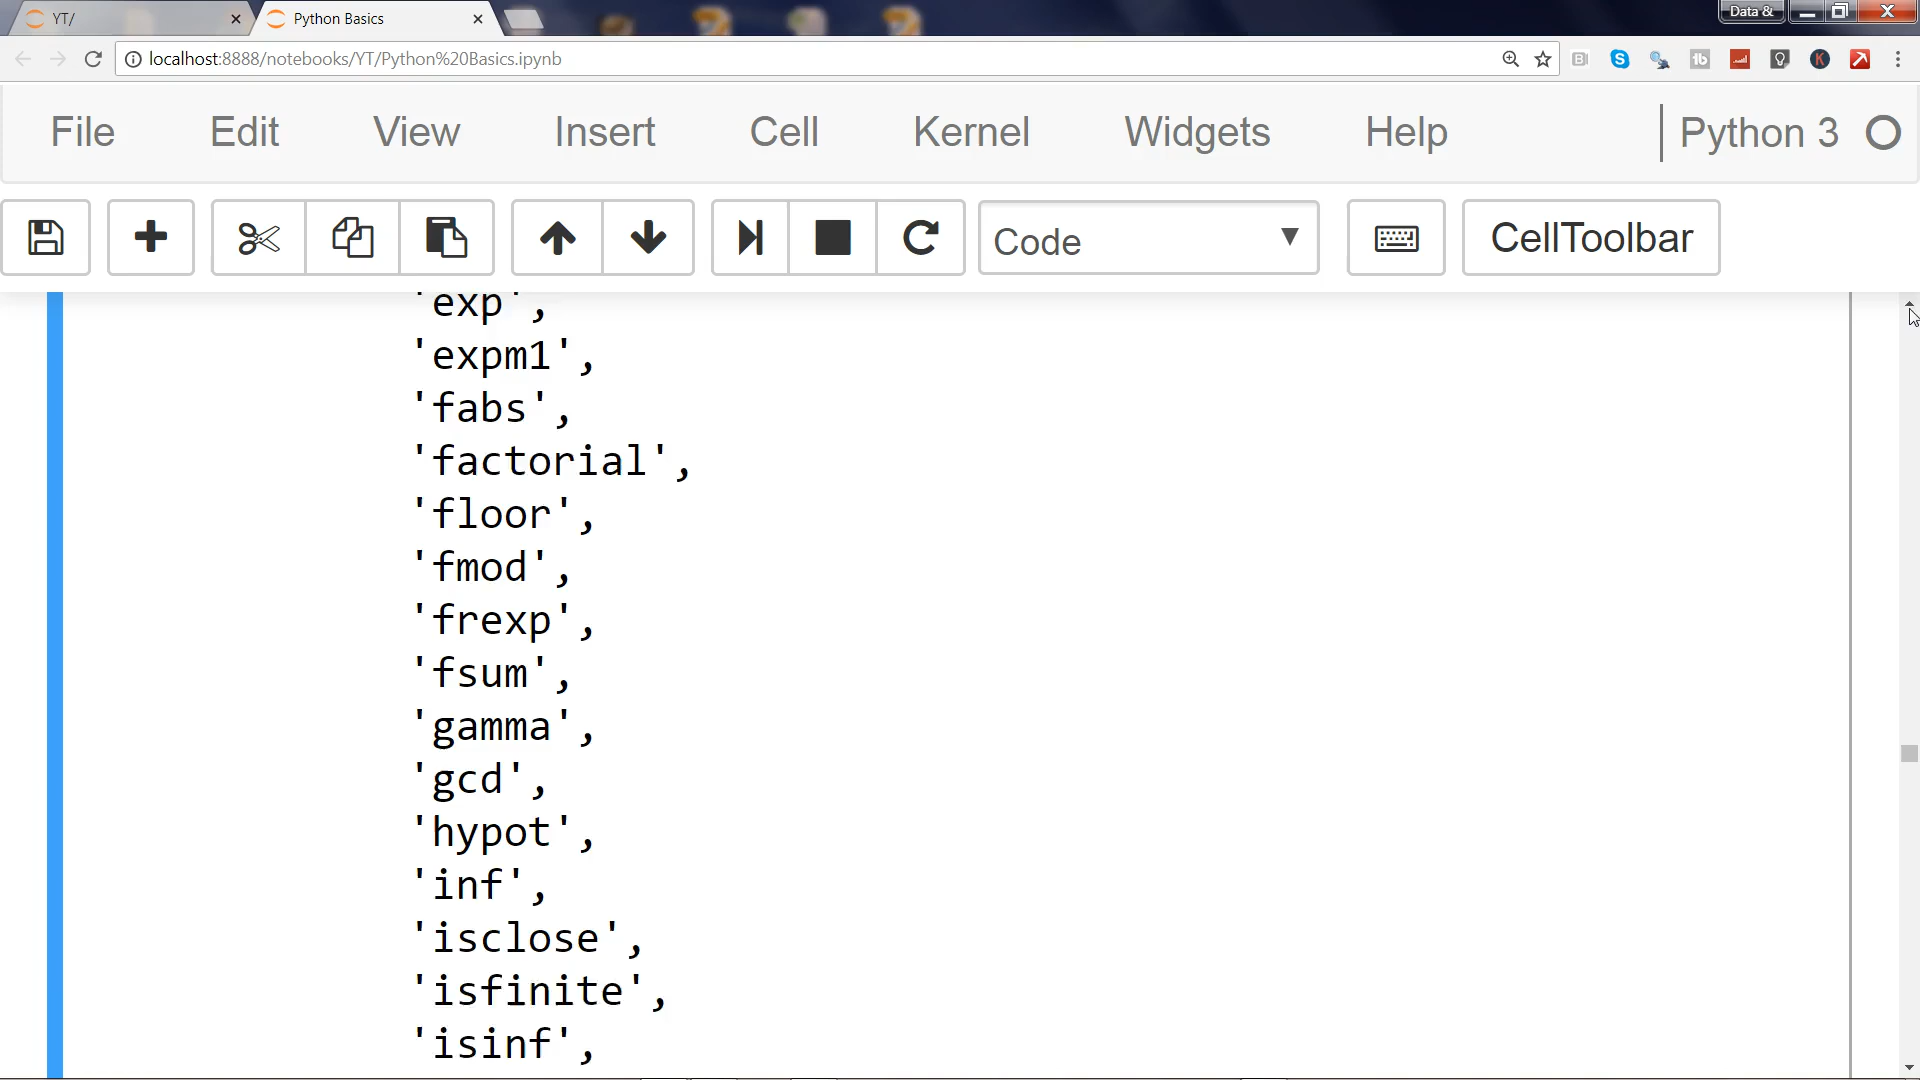 YT/
Python Basics
Data &
localhost:8888/notebooks/YT/Python%20Basics.ipynb
File Edit View Insert Cell Kernel Widgets Help Python 3
Code CellToolbar
'exp',
'expm1',
'fabs',
'factorial',
'floor',
'fmod',
'frexp',
'fsum',
'gamma',
'gcd',
'hypot',
'inf',
'isclose',
'isfinite',
'isinf',